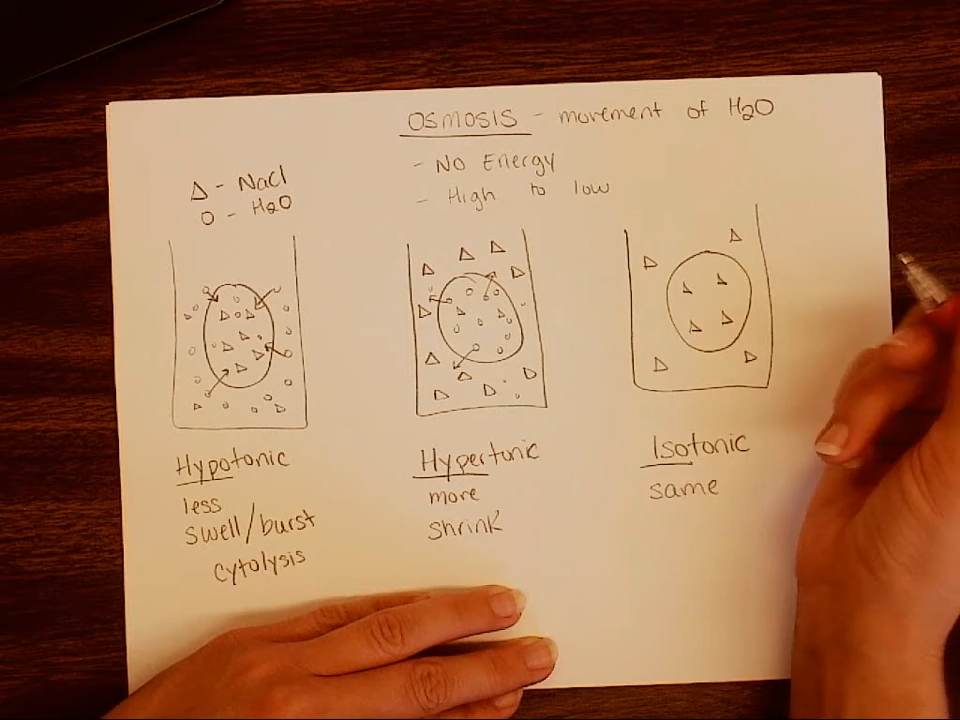 OSMOSIS - movement of H2O
- No Energy
- High to low
Δ - NaCl
O - H2O
Hypotonic
less
swell/burst
cytolysis
Hypertonic
more
shrink
Isotonic
same